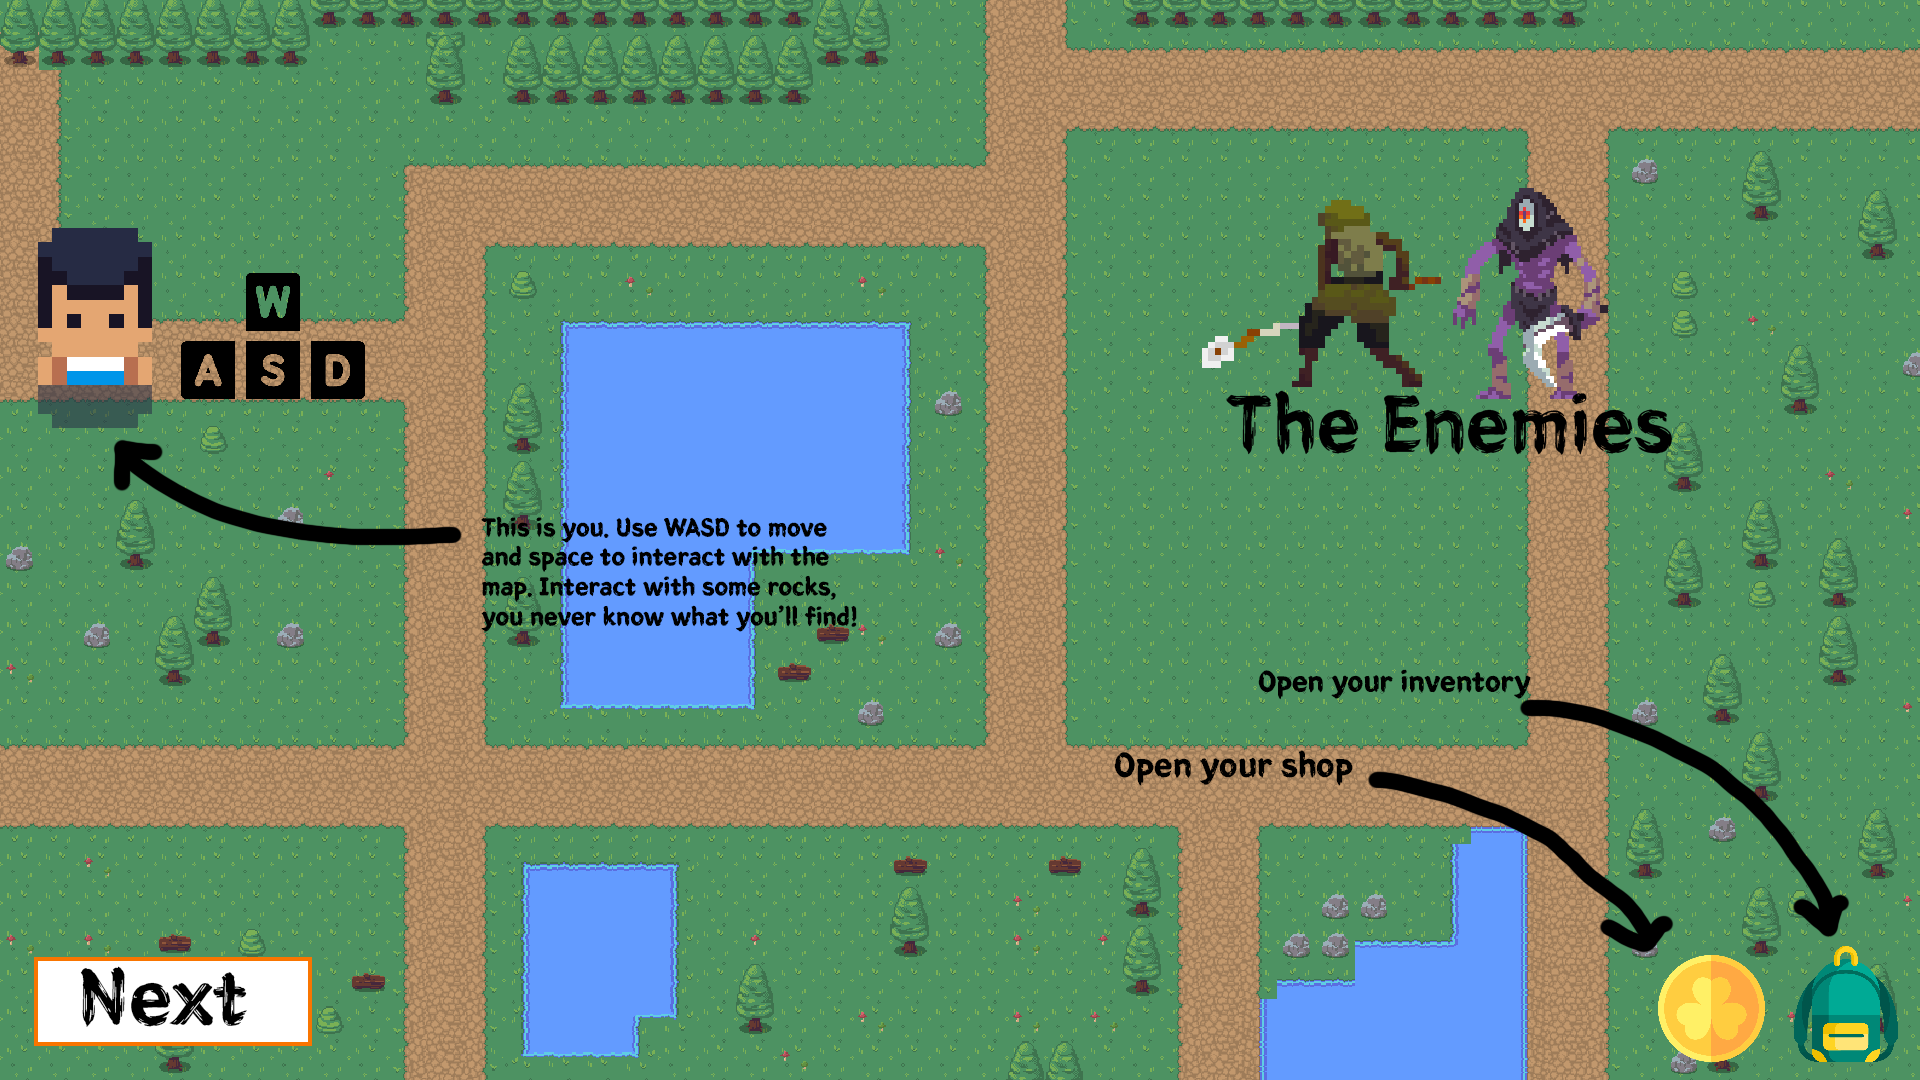 W
A S D
The Enemies
This is you. Use WASD to move
and space to interact with the
map. Interact with some rocks,
you never know what you'll find!
Open your inventory
Open your shop
Next